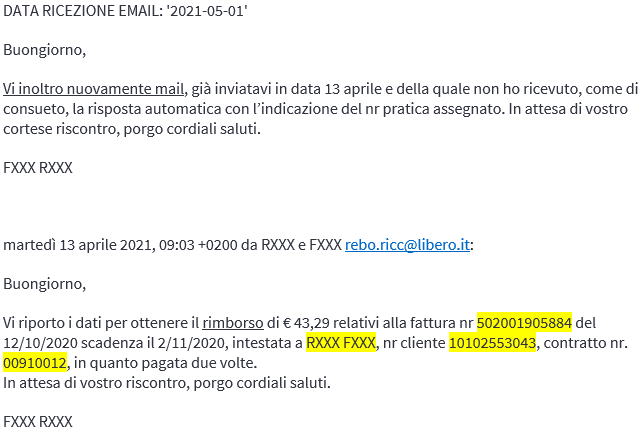 DATA RICEZIONE EMAIL: '2021-05-01'
Buongiorno,
Vi inoltro nuovamente mail, già inviatavi in data 13 aprile e della quale non ho ricevuto, come di
consueto, la risposta automatica con l’indicazione del nr pratica assegnato. In attesa di vostro
cortese riscontro, porgo cordiali saluti.
FXXX RXXX
martedì 13 aprile 2021, 09:03 +0200 da RXXX e FXXX rebo.ricc@libero.it:
Buongiorno,
Vi riporto i dati per ottenere il rimborso di € 43,29 relativi alla fattura nr 502001905884 del
12/10/2020 scadenza il 2/11/2020, intestata a RXXX FXXX, nr cliente 10102553043, contratto nr.
00910012, in quanto pagata due volte.
In attesa di vostro riscontro, porgo cordiali saluti.
FXXX RXXX